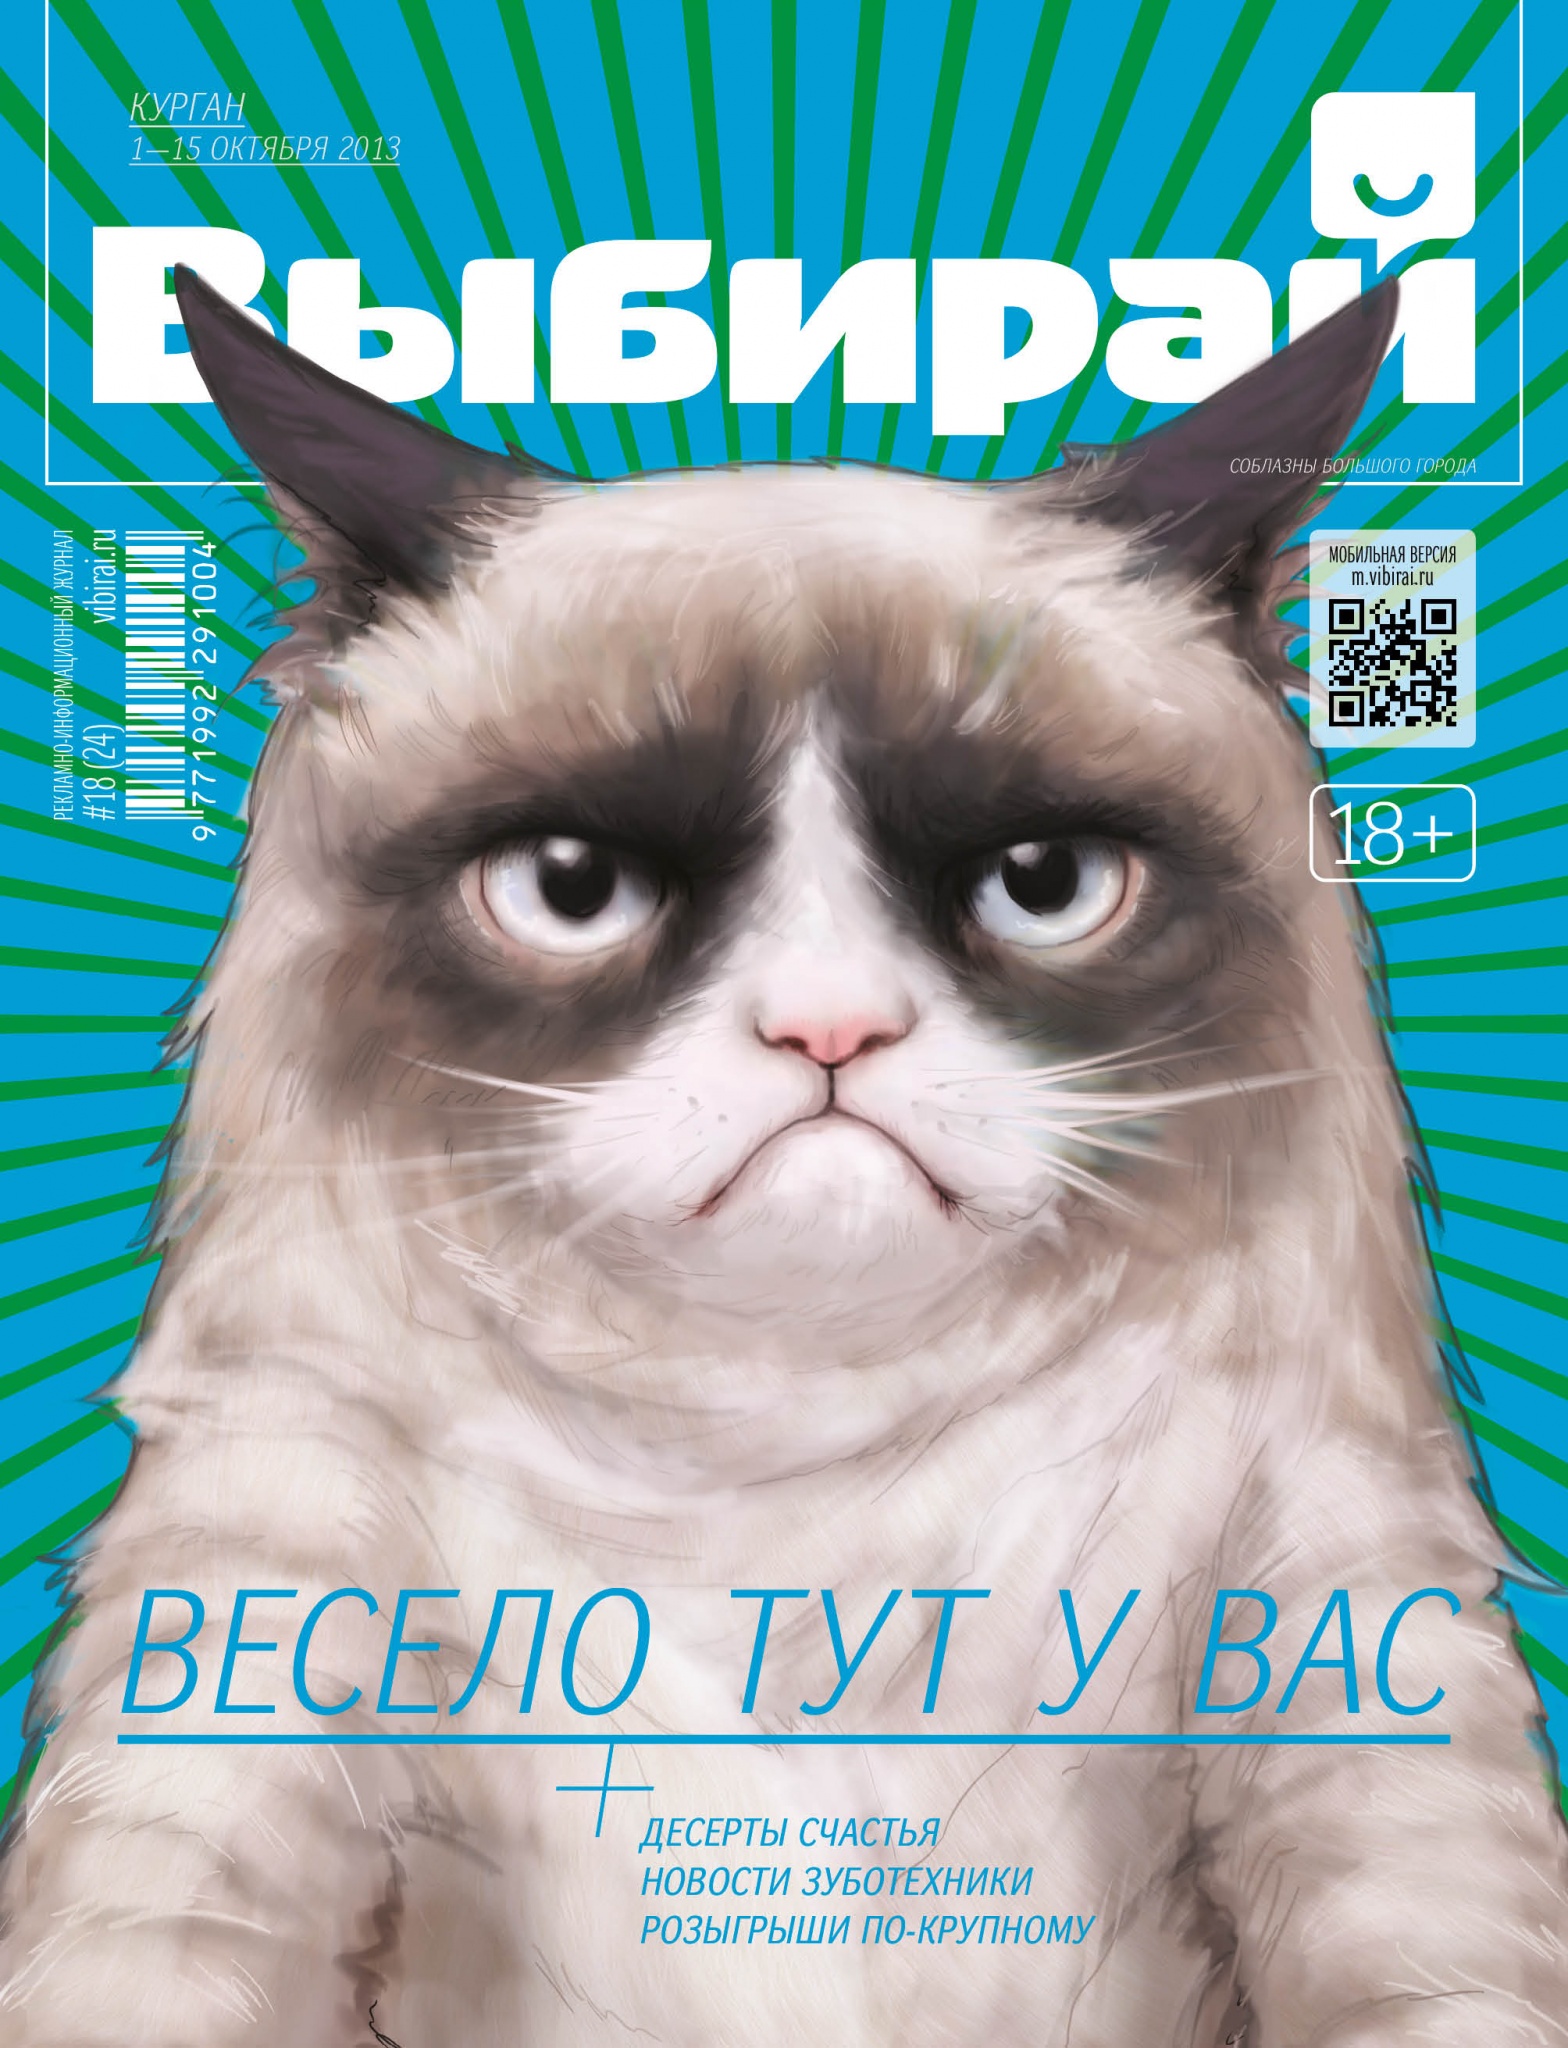 КУРГАН
1—15 ОКТЯБРЯ 2013
Выбирай
СОБЛАЗНЫ БОЛЬШОГО ГОРОДА
РЕКЛАМНО-ИНФОРМАЦИОННЫЙ ЖУРНАЛ
#18 (24) vibirai.ru
9 771992 291004
МОБИЛЬНАЯ ВЕРСИЯ
m.vibirai.ru
18+
ВЕСЕЛО ТУТ У ВАС
ДЕСЕРТЫ СЧАСТЬЯ
НОВОСТИ ЗУБОТЕХНИКИ
РОЗЫГРЫШИ ПО-КРУПНОМУ